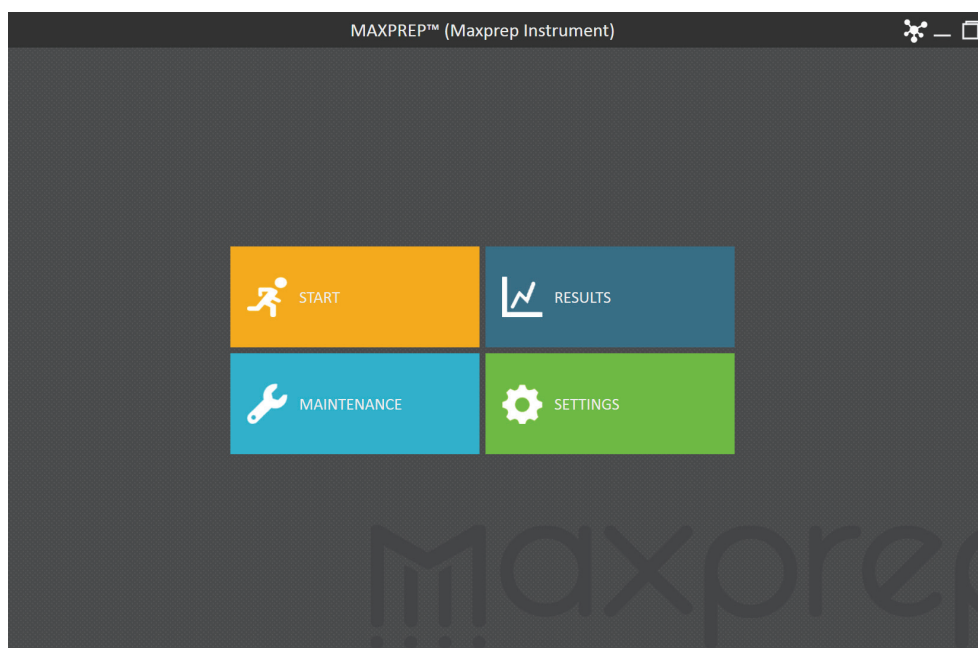 MAXPREP™ (Maxprep Instrument)
START
RESULTS
MAINTENANCE
SETTINGS
maxprep